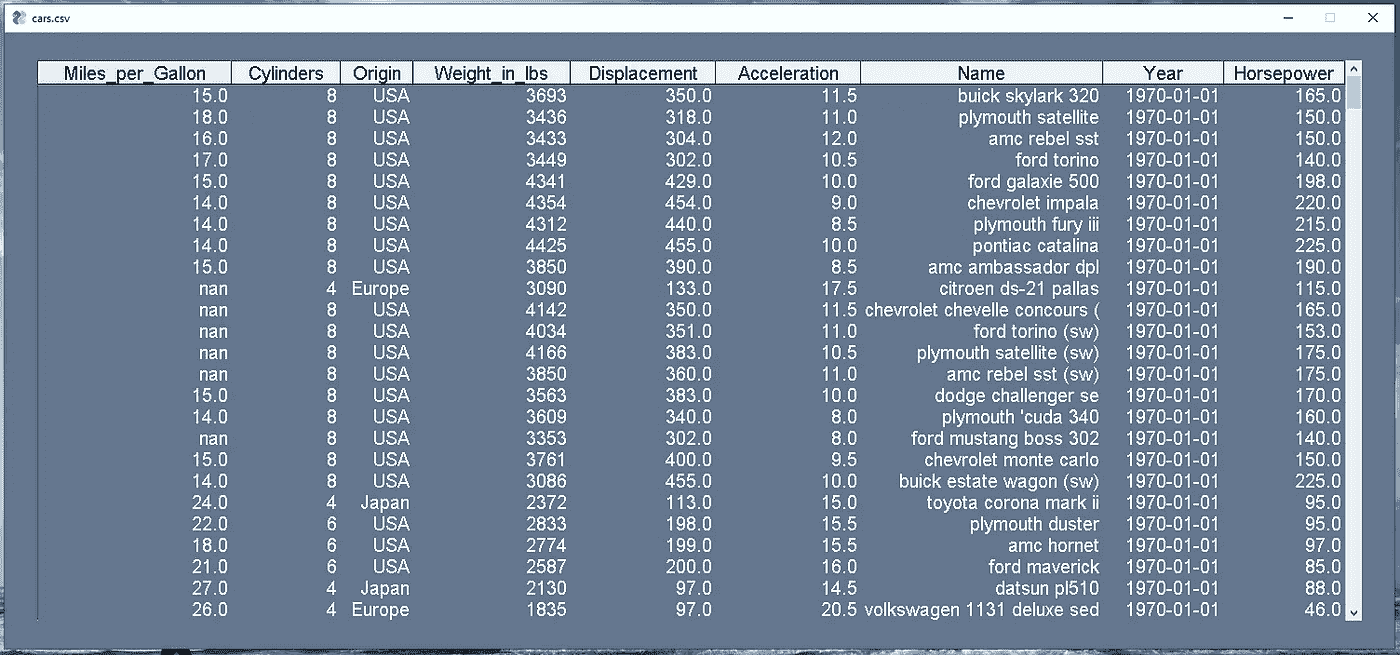 cars.csv
Miles_per_Gallon Cylinders Origin Weight_in_lbs Displacement Acceleration Name Year Horsepower
15.0 8 USA 3693 350.0 11.5 buick skylark 320 1970-01-01 165.0
18.0 8 USA 3436 318.0 11.0 plymouth satellite 1970-01-01 150.0
16.0 8 USA 3433 304.0 12.0 amc rebel sst 1970-01-01 150.0
17.0 8 USA 3449 302.0 10.5 ford torino 1970-01-01 140.0
15.0 8 USA 4341 429.0 10.0 ford galaxie 500 1970-01-01 198.0
14.0 8 USA 4354 454.0 9.0 chevrolet impala 1970-01-01 220.0
14.0 8 USA 4312 440.0 8.5 plymouth fury iii 1970-01-01 215.0
14.0 8 USA 4425 455.0 10.0 pontiac catalina 1970-01-01 225.0
15.0 8 USA 3850 390.0 8.5 amc ambassador dpl 1970-01-01 190.0
nan 4 Europe 3090 133.0 17.5 citroen ds-21 pallas 1970-01-01 115.0
nan 8 USA 4142 350.0 11.5 chevrolet chevelle concours ( 1970-01-01 165.0
nan 8 USA 4034 351.0 11.0 ford torino (sw) 1970-01-01 153.0
nan 8 USA 4166 383.0 10.5 plymouth satellite (sw) 1970-01-01 175.0
nan 8 USA 3850 360.0 11.0 amc rebel sst (sw) 1970-01-01 175.0
15.0 8 USA 3563 383.0 10.0 dodge challenger se 1970-01-01 170.0
14.0 8 USA 3609 340.0 8.0 plymouth 'cuda 340 1970-01-01 160.0
nan 8 USA 3353 302.0 8.0 ford mustang boss 302 1970-01-01 140.0
15.0 8 USA 3761 400.0 9.5 chevrolet monte carlo 1970-01-01 150.0
14.0 8 USA 3086 455.0 10.0 buick estate wagon (sw) 1970-01-01 225.0
24.0 4 Japan 2372 113.0 15.0 toyota corona mark ii 1970-01-01 95.0
22.0 6 USA 2833 198.0 15.5 plymouth duster 1970-01-01 95.0
18.0 6 USA 2774 199.0 15.5 amc hornet 1970-01-01 97.0
21.0 6 USA 2587 200.0 16.0 ford maverick 1970-01-01 85.0
27.0 4 Japan 2130 97.0 14.5 datsun pl510 1970-01-01 88.0
26.0 4 Europe 1835 97.0 20.5 volkswagen 1131 deluxe sed 1970-01-01 46.0